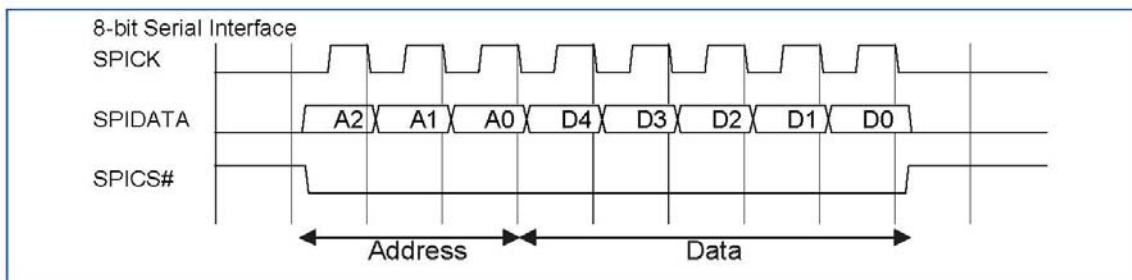 8-bit Serial Interface
SPICK
SPIDATA A2 A1 A0 D4 D3 D2 D1 D0
SPICS#
Address Data